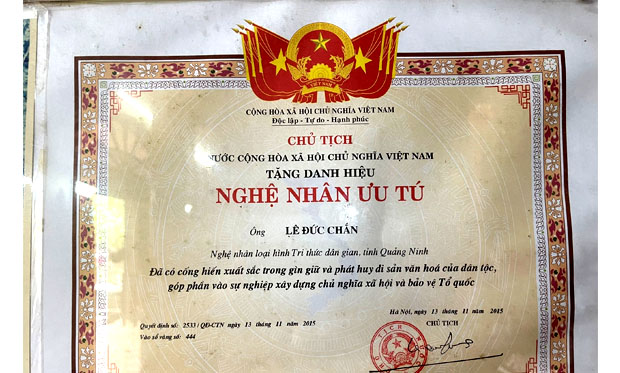 CỘNG HÒA XÃ HỘI CHỦ NGHĨA VIỆT NAM
Độc lập - Tự do - Hạnh phúc
CHỦ TỊCH
NƯỚC CỘNG HÒA XÃ HỘI CHỦ NGHĨA VIỆT NAM
TẶNG DANH HIỆU
NGHỆ NHÂN ƯU TÚ
Ông LÊ ĐỨC CHẮN
Nghệ nhân loại hình Tri thức dân gian, tỉnh Quảng Ninh
Đã có cống hiến xuất sắc trong gìn giữ và phát huy di sản văn hoá của dân tộc,
góp phần vào sự nghiệp xây dựng chủ nghĩa xã hội và bảo vệ Tổ quốc
Hà Nội, ngày 13 tháng 11 năm 2015
Quyết định số: 2533/QĐ-CTN ngày 13 tháng 11 năm 2015
CHỦ TỊCH
Vào sổ vàng số: 444